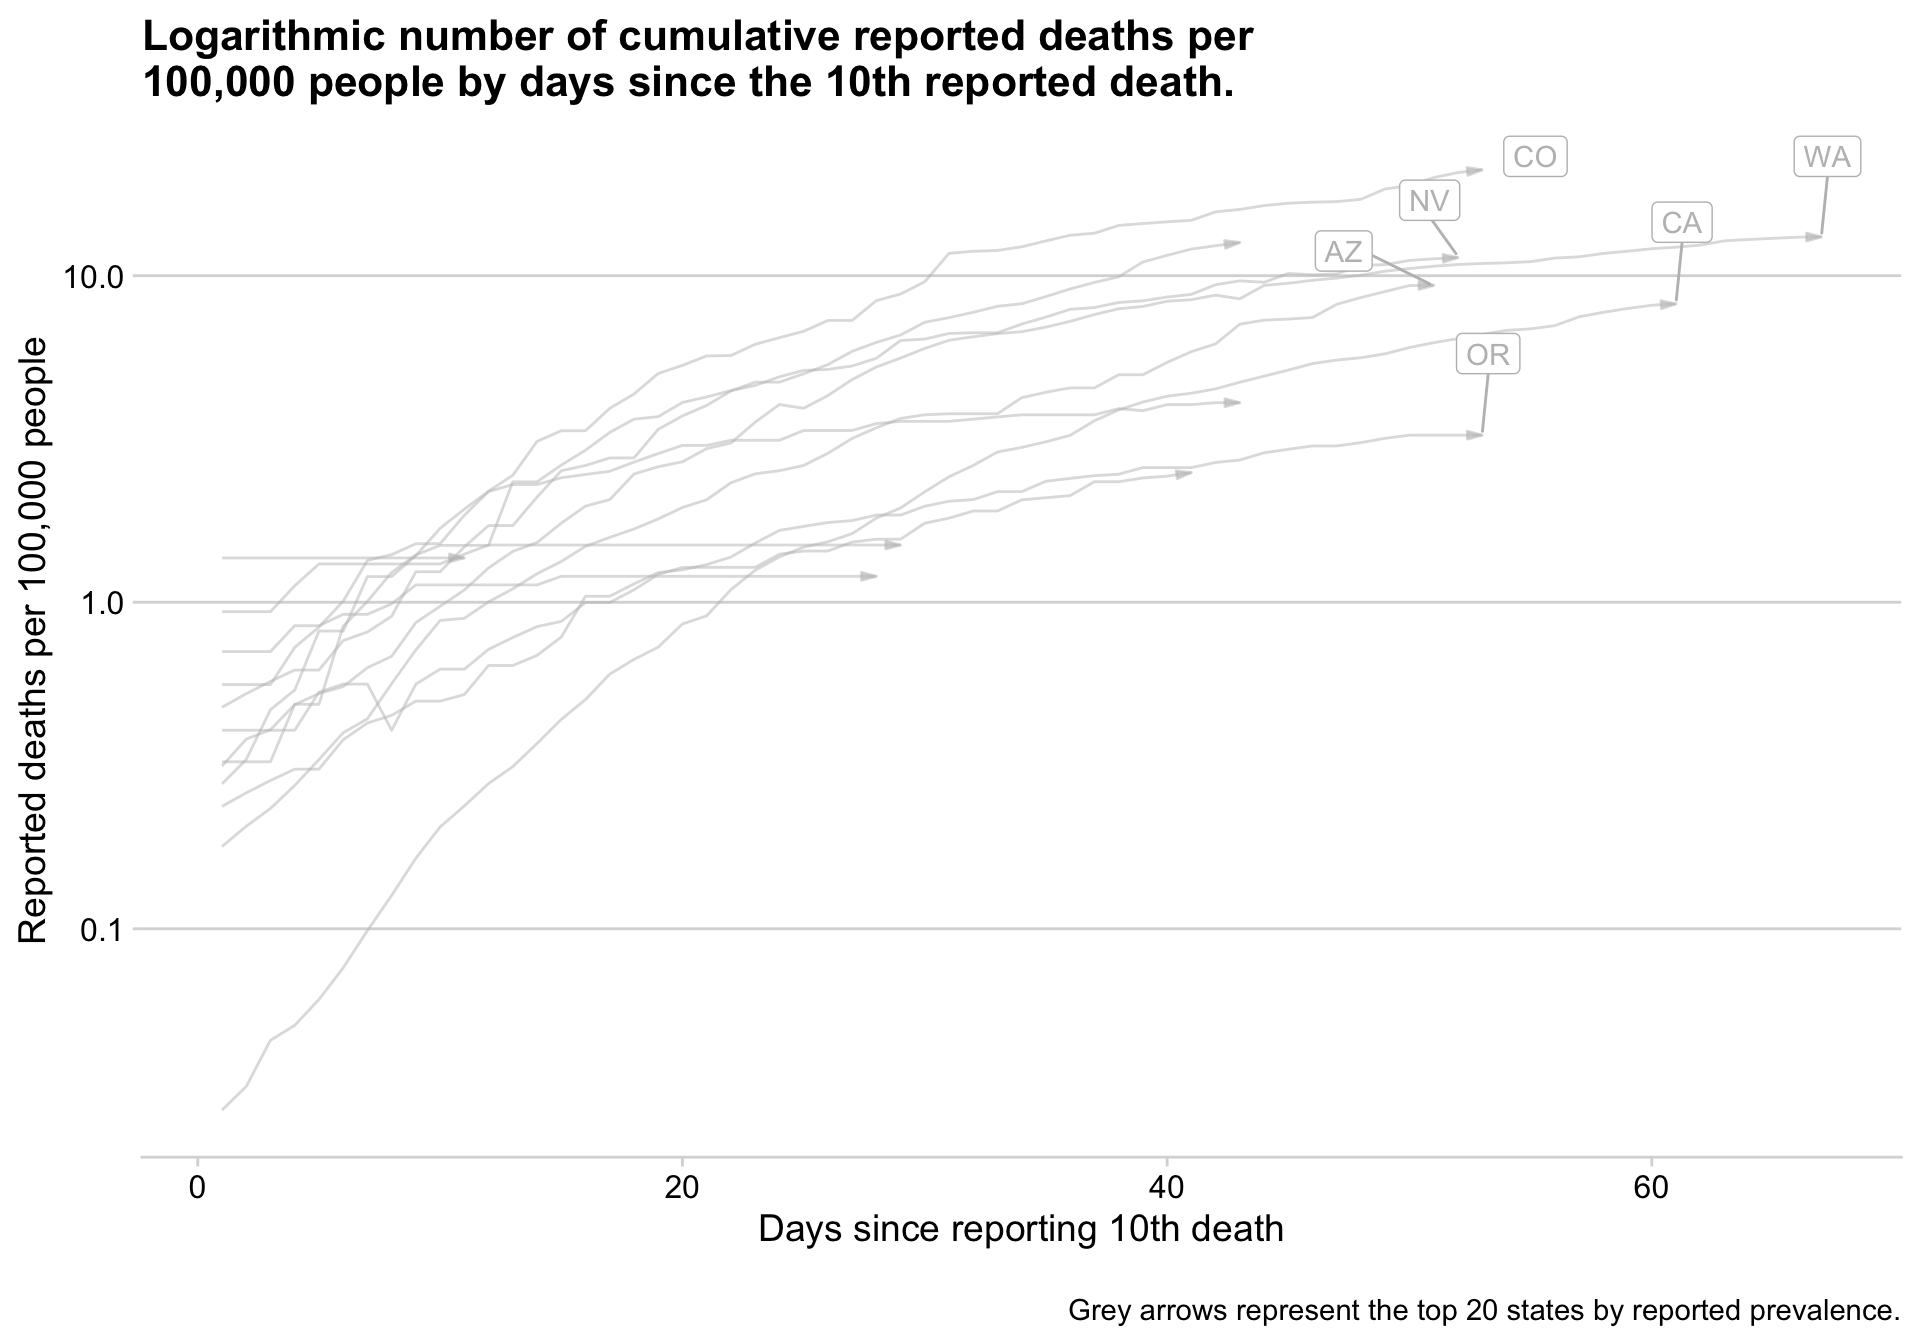 Logarithmic number of cumulative reported deaths per
100,000 people by days since the 10th reported death.
CO
WA
NV
CA
AZ
OR
10.0
1.0
0.1
Reported deaths per 100,000 people
0 20 40 60
Days since reporting 10th death
Grey arrows represent the top 20 states by reported prevalence.